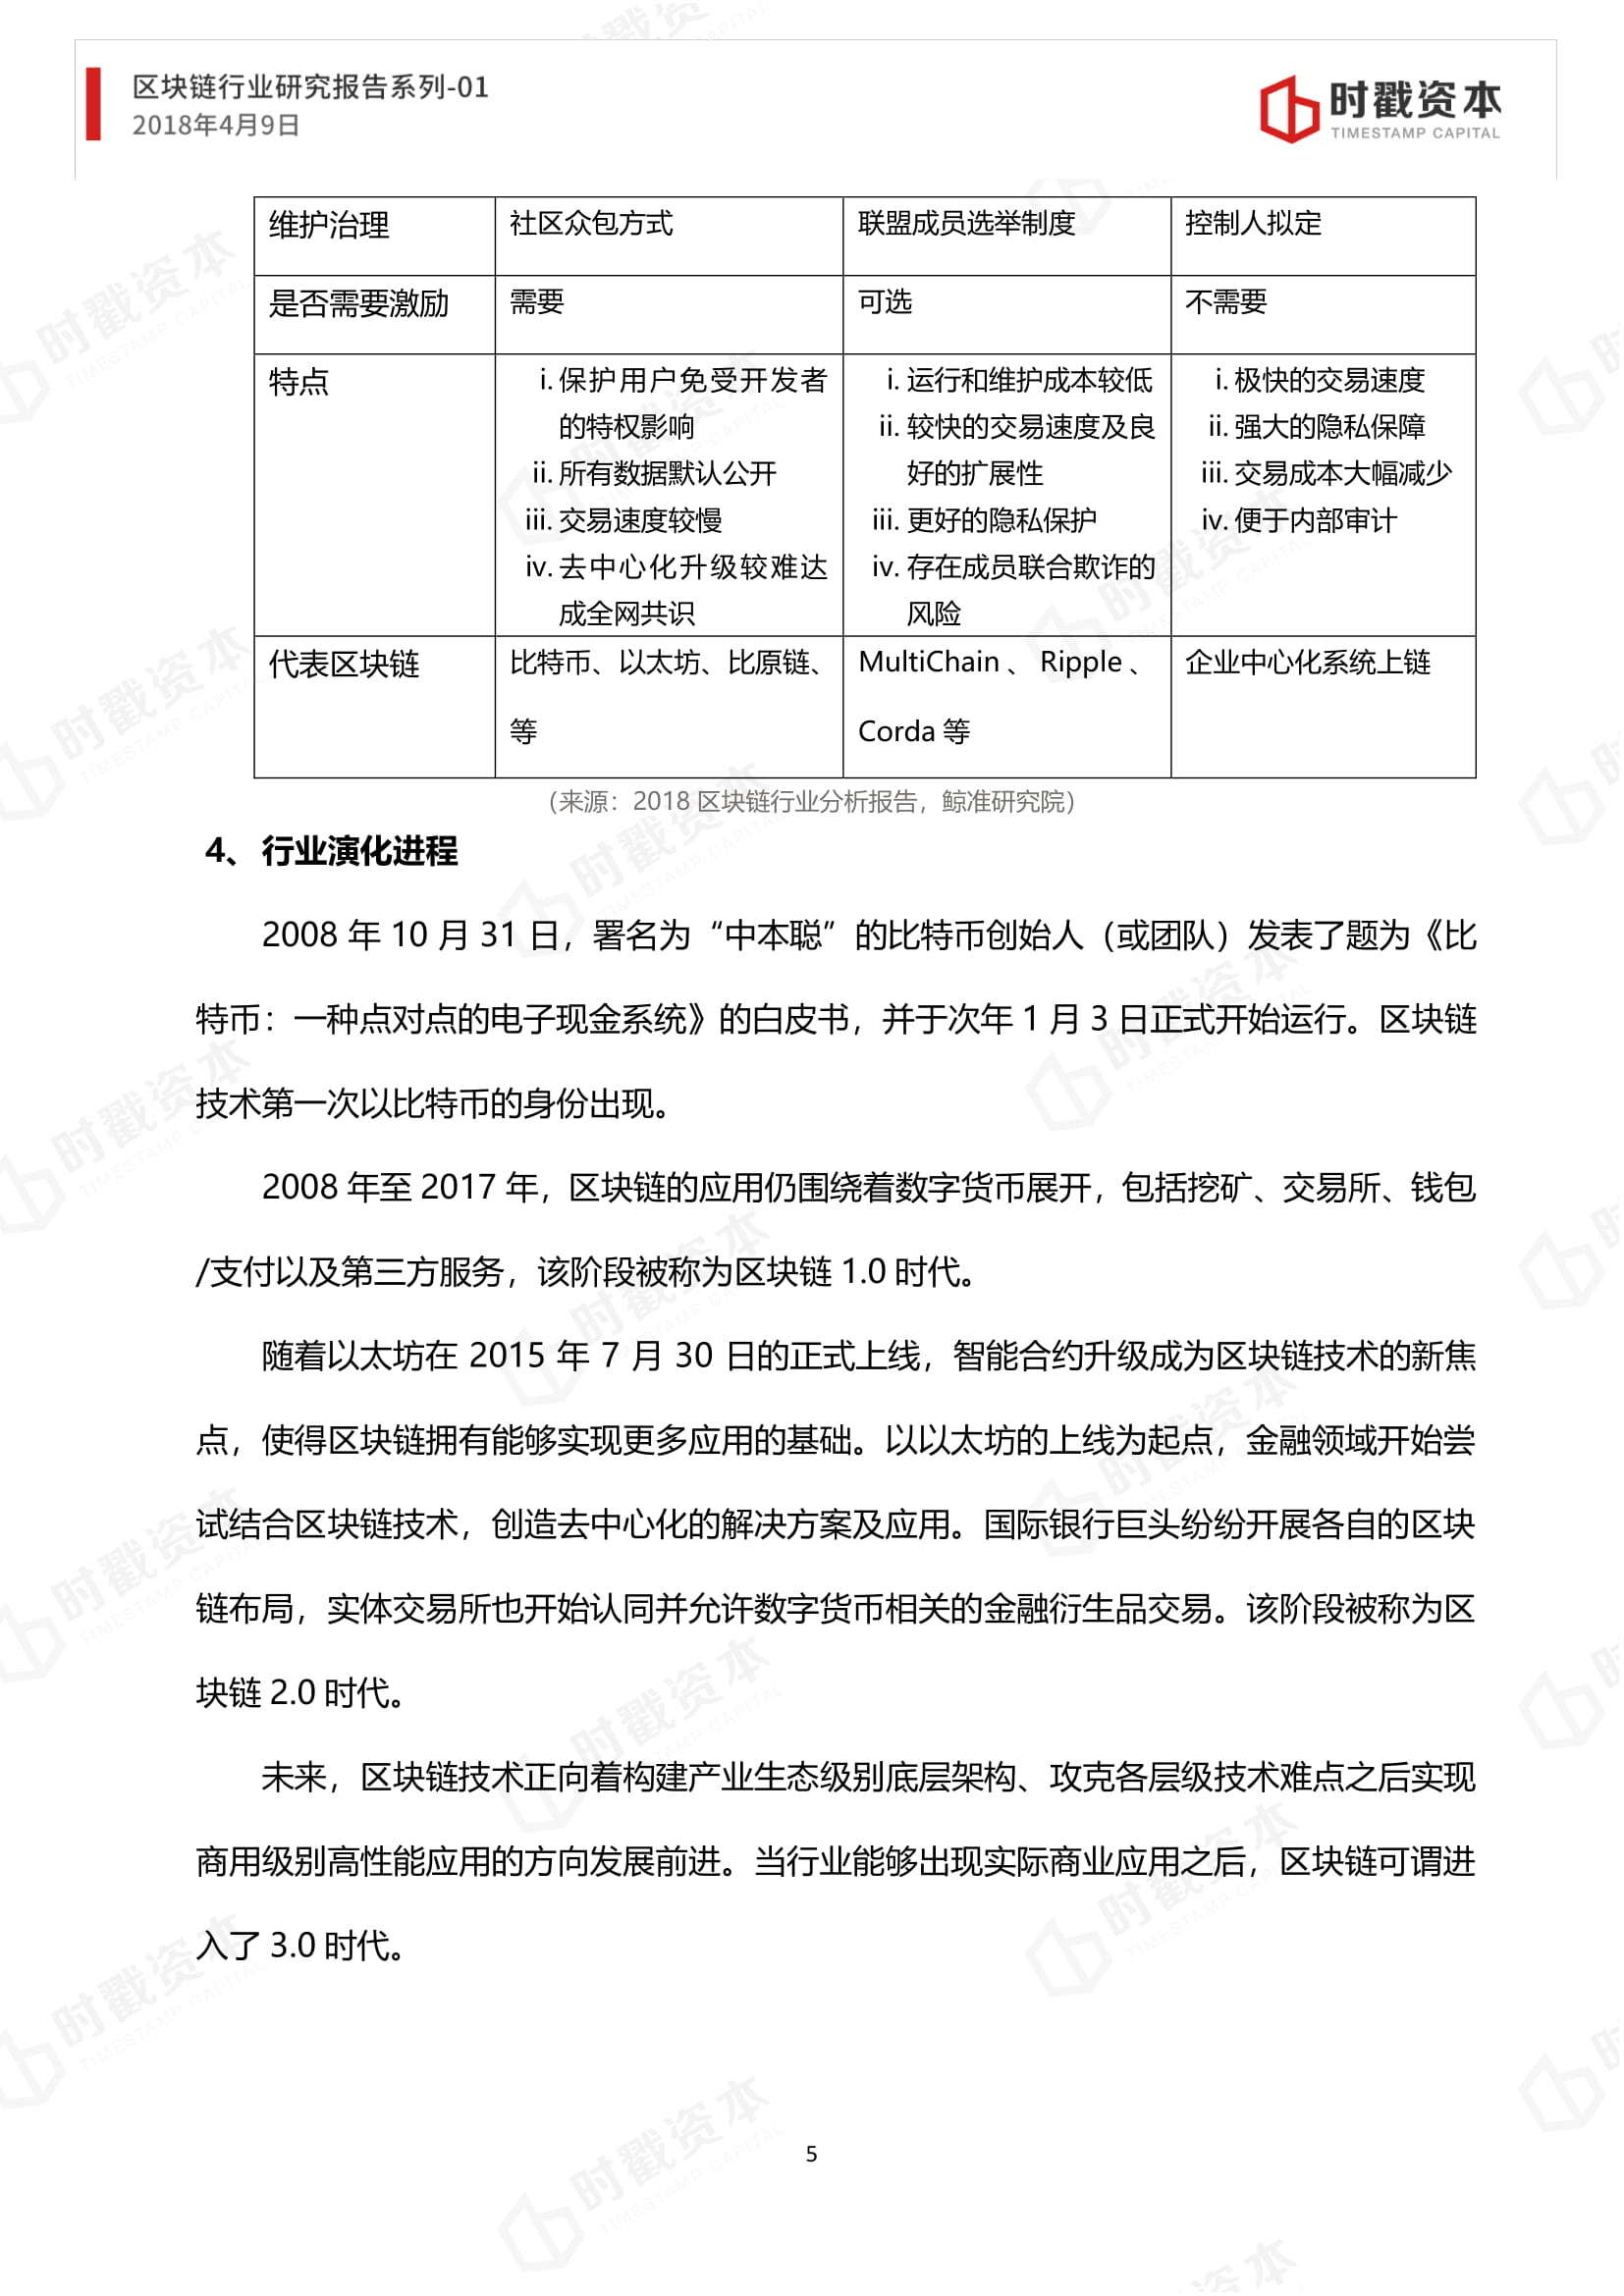 区块链行业研究报告系列-01
2018年4月9日
时戳资本
TIMESTAMP CAPITAL
维护治理 社区众包方式 联盟成员选举制度 控制人拟定
是否需要激励 需要 可选 不需要
特点
i. 保护用户免受开发者
的特权影响
ii. 所有数据默认公开
iii. 交易速度较慢
iv. 去中心化升级较难达
成全网共识
i. 运行和维护成本较低
ii. 较快的交易速度及良
好的扩展性
iii. 更好的隐私保护
iv. 存在成员联合欺诈的
风险
i. 极快的交易速度
ii. 强大的隐私保障
iii. 交易成本大幅减少
iv. 便于内部审计
代表区块链
比特币、以太坊、比原链、
等
MultiChain 、 Ripple 、
Corda 等
企业中心化系统上链
（来源：2018 区块链行业分析报告，鲸准研究院）
4、 行业演化进程
2008 年 10 月 31 日，署名为“中本聪”的比特币创始人（或团队）发表了题为《比
特币：一种点对点的电子现金系统》的白皮书，并于次年 1 月 3 日正式开始运行。区块链
技术第一次以比特币的身份出现。
2008 年至 2017 年，区块链的应用仍围绕着数字货币展开，包括挖矿、交易所、钱包
/支付以及第三方服务，该阶段被称为区块链 1.0 时代。
随着以太坊在 2015 年 7 月 30 日的正式上线，智能合约升级成为区块链技术的新焦
点，使得区块链拥有能够实现更多应用的基础。以以太坊的上线为起点，金融领域开始尝
试结合区块链技术，创造去中心化的解决方案及应用。国际银行巨头纷纷开展各自的区块
链布局，实体交易所也开始认同并允许数字货币相关的金融衍生品交易。该阶段被称为区
块链 2.0 时代。
未来，区块链技术正向着构建产业生态级别底层架构、攻克各层级技术难点之后实现
商用级别高性能应用的方向发展前进。当行业能够出现实际商业应用之后，区块链可谓进
入了 3.0 时代。
5